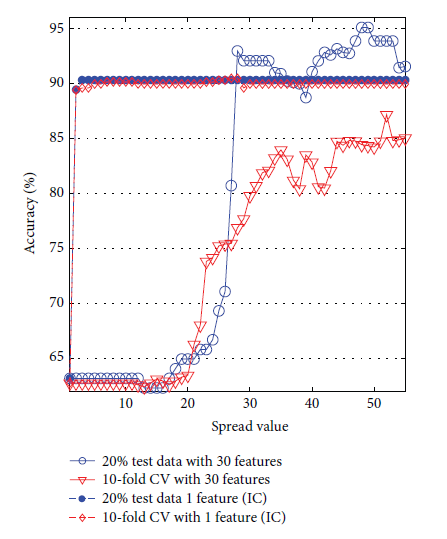 95
90
85
80
75
70
65
Accuracy (%)
10 20 30 40 50
Spread value
20% test data with 30 features
10-fold CV with 30 features
20% test data 1 feature (IC)
10-fold CV with 1 feature (IC)